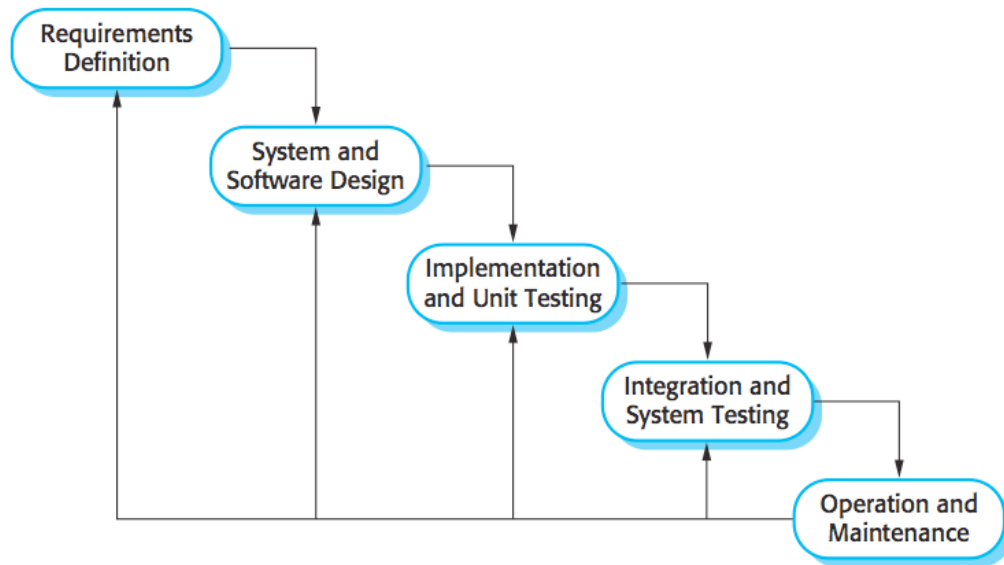 Requirements
Definition
System and
Software Design
Implementation
and Unit Testing
Integration and
System Testing
Operation and
Maintenance